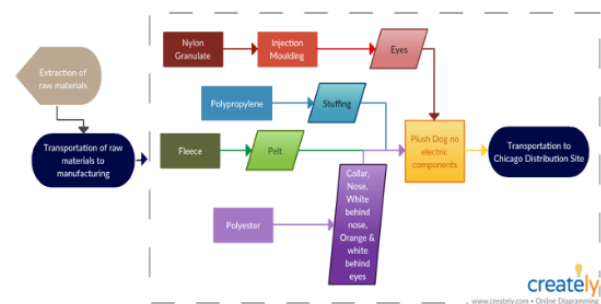 Extraction of
raw materials
Transportation of raw
materials to
manufacturing
Nylon
Granulate
Injection
Moulding
Eyes
Polypropylene
Stuffing
Fleece
Pelt
Polyester
Collar,
Nose,
White
behind
nose,
Orange &
white
behind
eyes
Plush Dog no
electric
components
Transportation to
Chicago Distribution Site
creately
www.creately.com • Online Diagramming